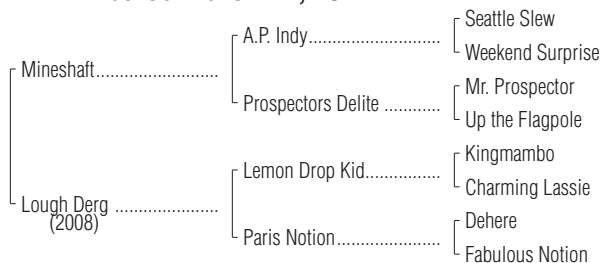 Seattle Slew
A.P. Indy
Weekend Surprise
Mineshaft
Mr. Prospector
Prospectors Delite
Up the Flagpole
Kingmambo
Lemon Drop Kid
Charming Lassie
Lough Derg
(2008)
Dehere
Paris Notion
Fabulous Notion